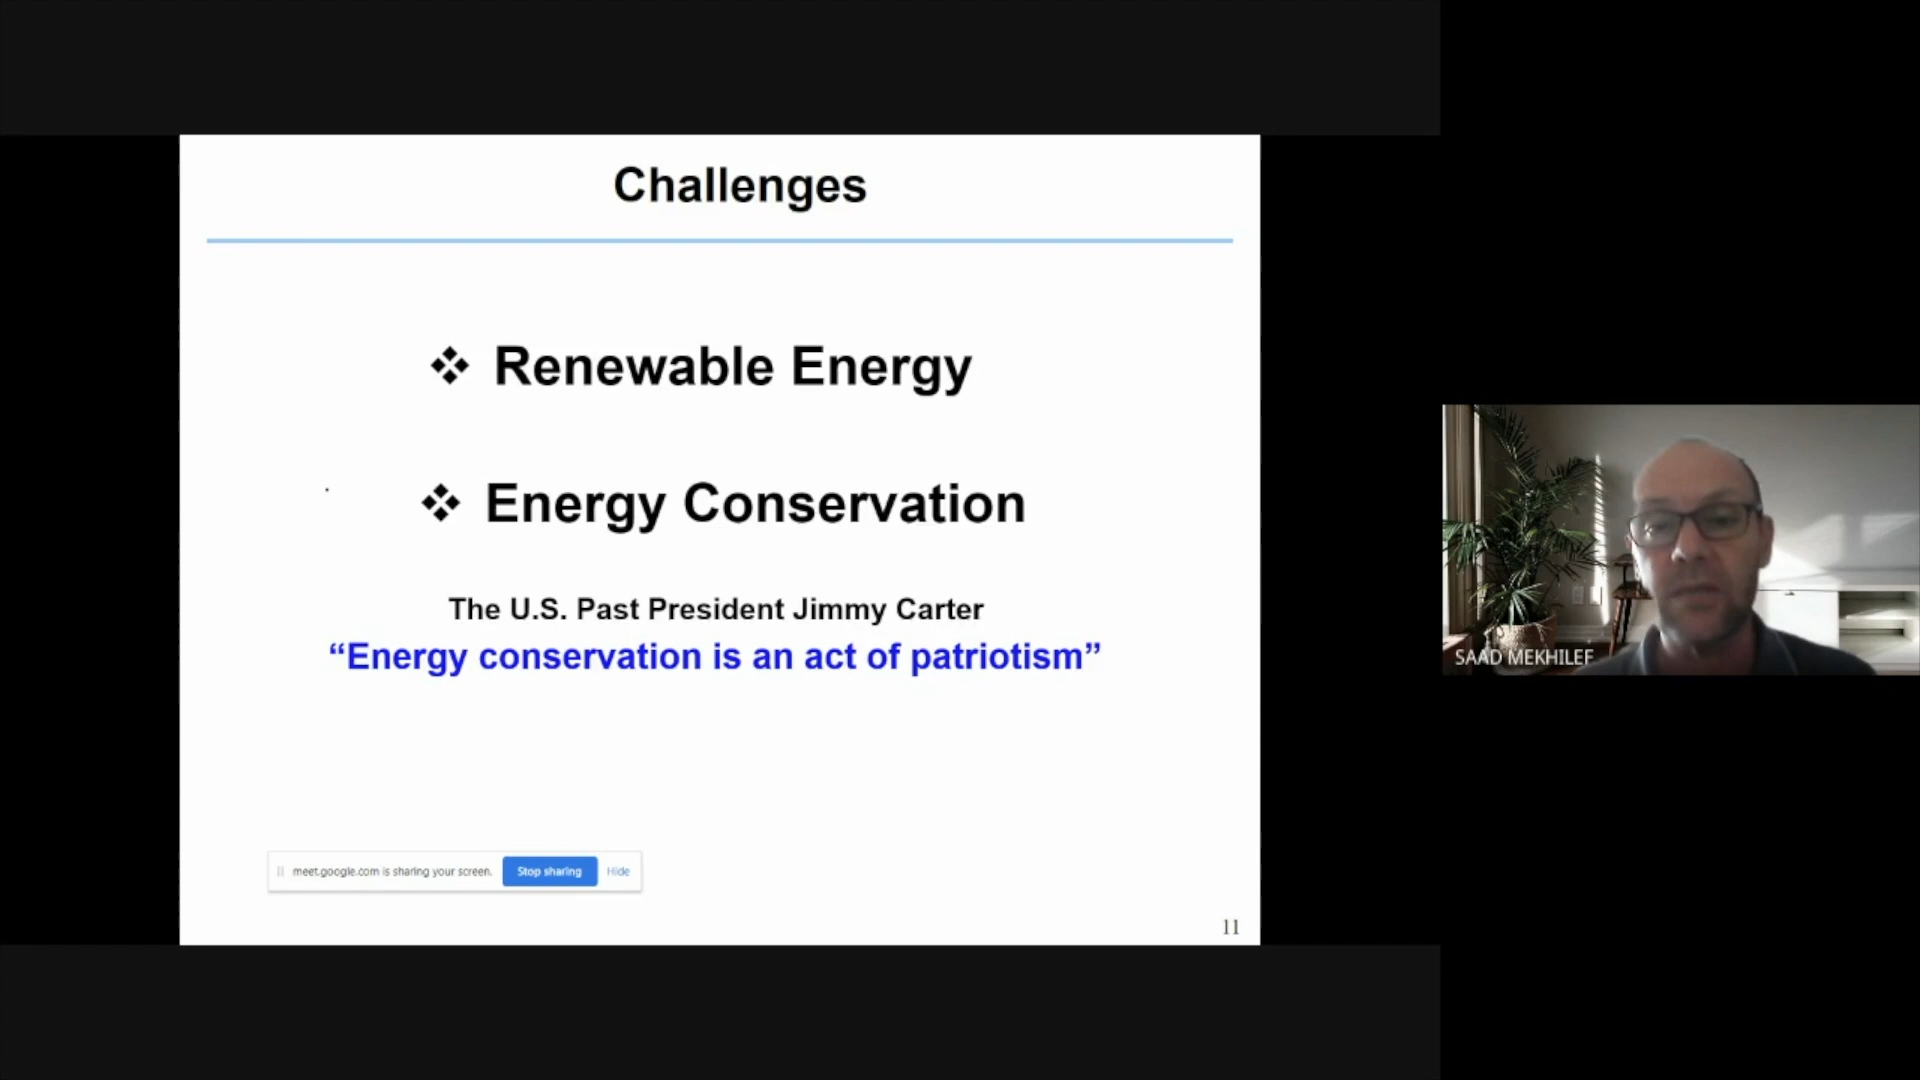 Challenges
❖ Renewable Energy
❖ Energy Conservation
The U.S. Past President Jimmy Carter
“Energy conservation is an act of patriotism”
meet.google.com is sharing your screen. Stop sharing Hide
11
SAAD MEKHILEF